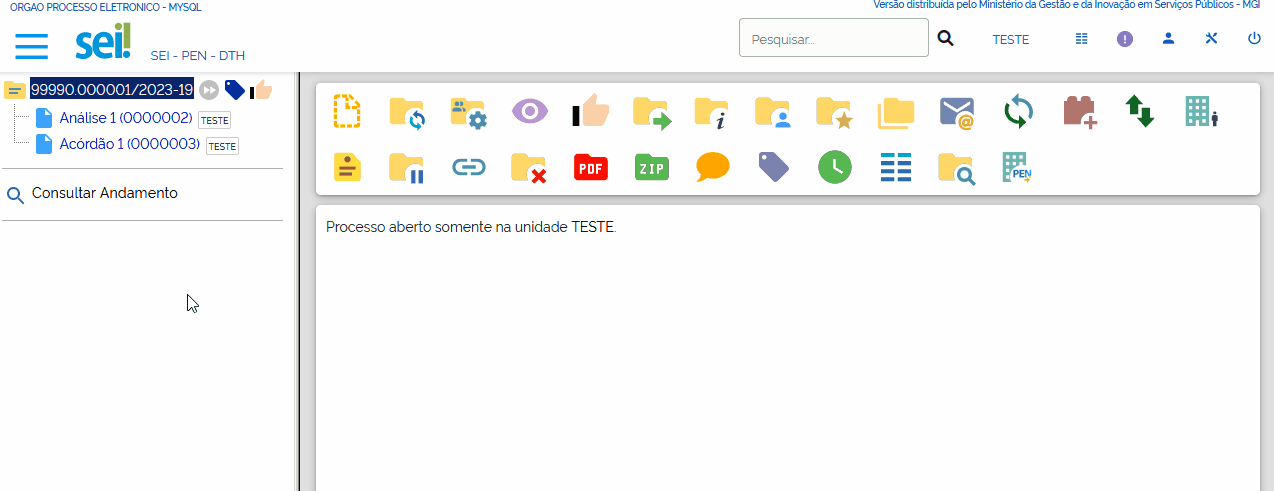 ORGAO PROCESSO ELETRONICO - MYSQL
Versão distribuída pelo Ministério da Gestão e da Inovação em Serviços Públicos - MGI
sei!
SEI - PEN - DTH
Pesquisar...
TESTE
99990.000001/2023-19
Análise 1 (0000002) TESTE
Acórdão 1 (0000003) TESTE
Consultar Andamento
PDF
ZIP
PEN
Processo aberto somente na unidade TESTE.